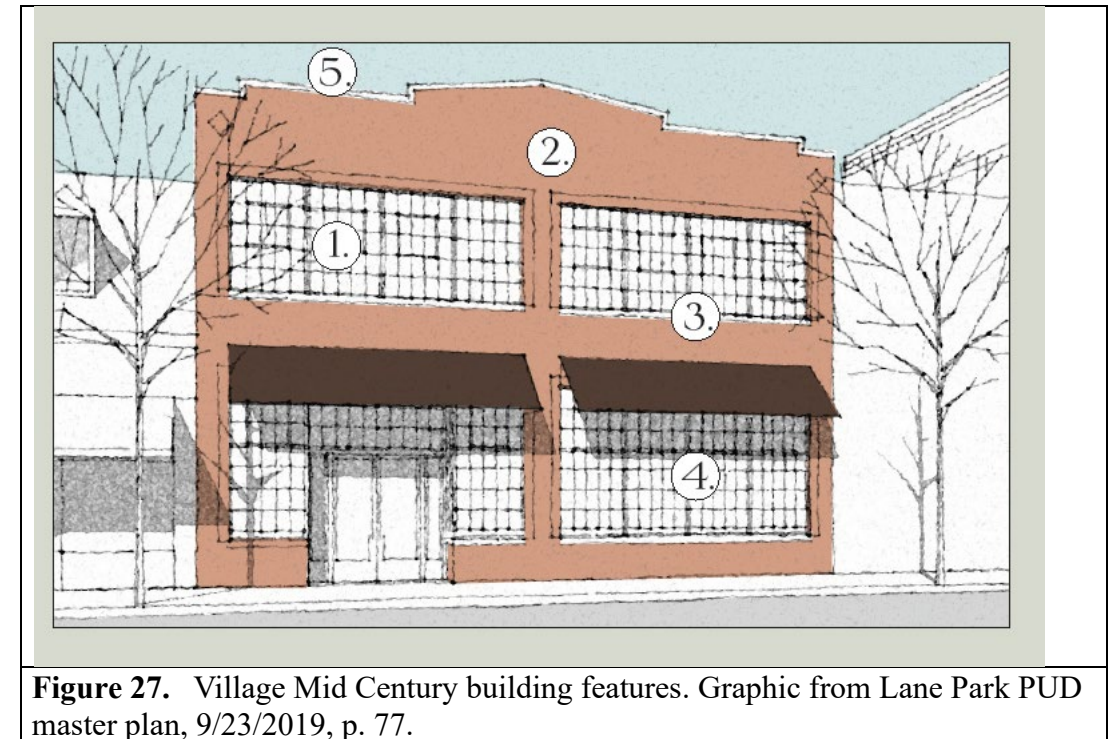 5.
2.
1.
3.
4.
Figure 27. Village Mid Century building features. Graphic from Lane Park PUD
master plan, 9/23/2019, p. 77.